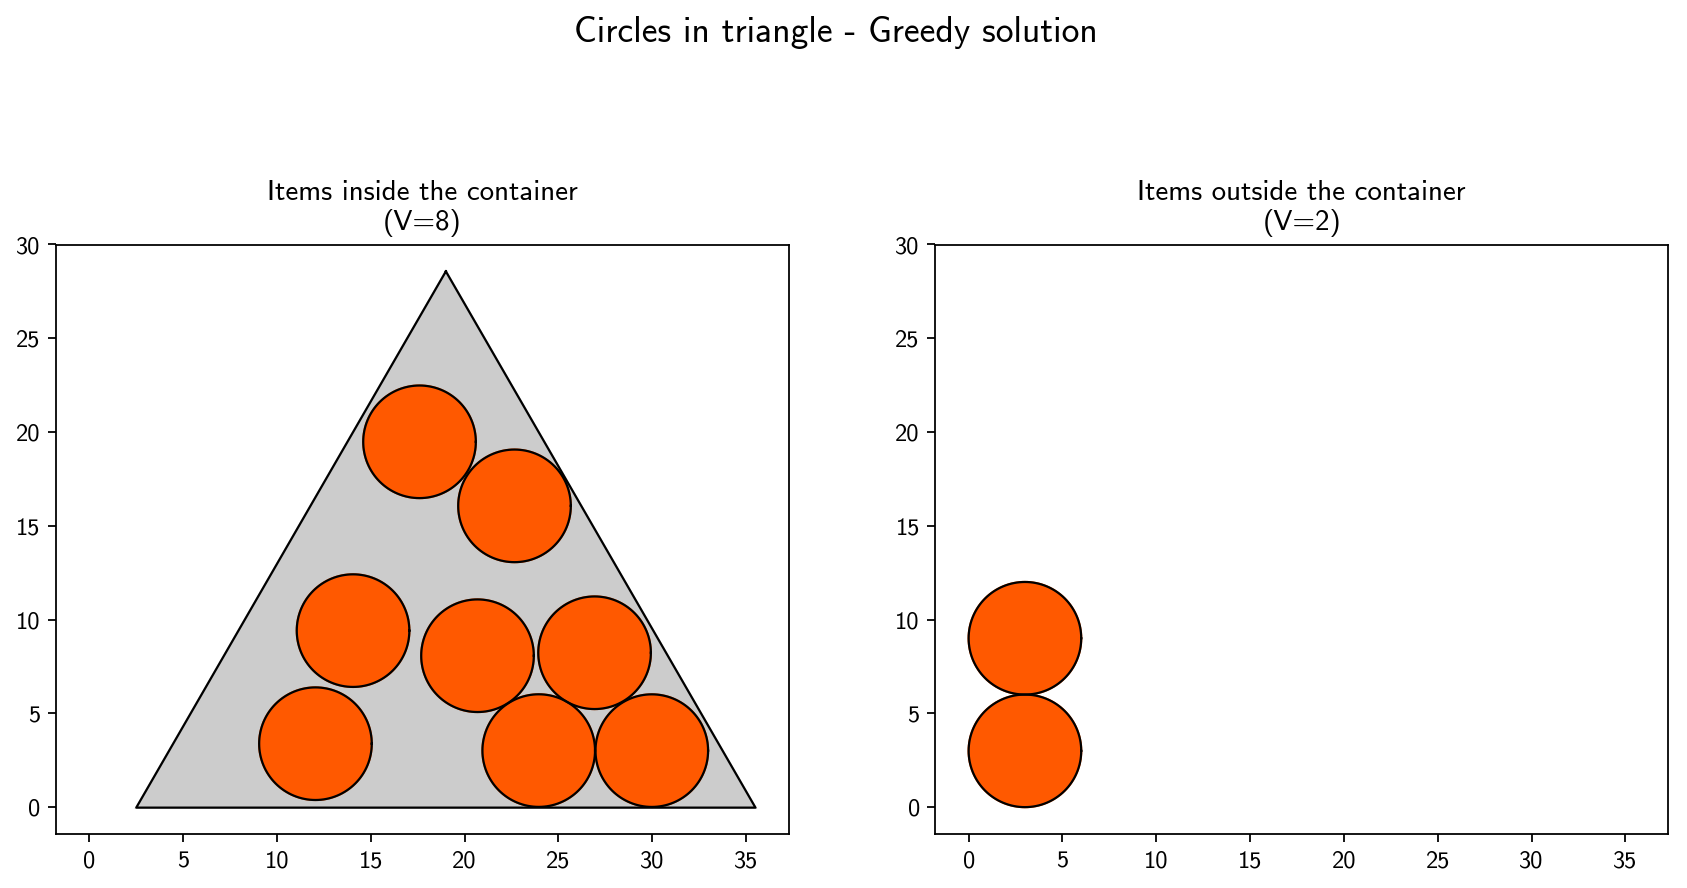 Circles in triangle - Greedy solution
Items inside the container
(V=8)
30
25
20
15
10
5
0
0 5 10 15 20 25 30 35
Items outside the container
(V=2)
30
25
20
15
10
5
0
0 5 10 15 20 25 30 35